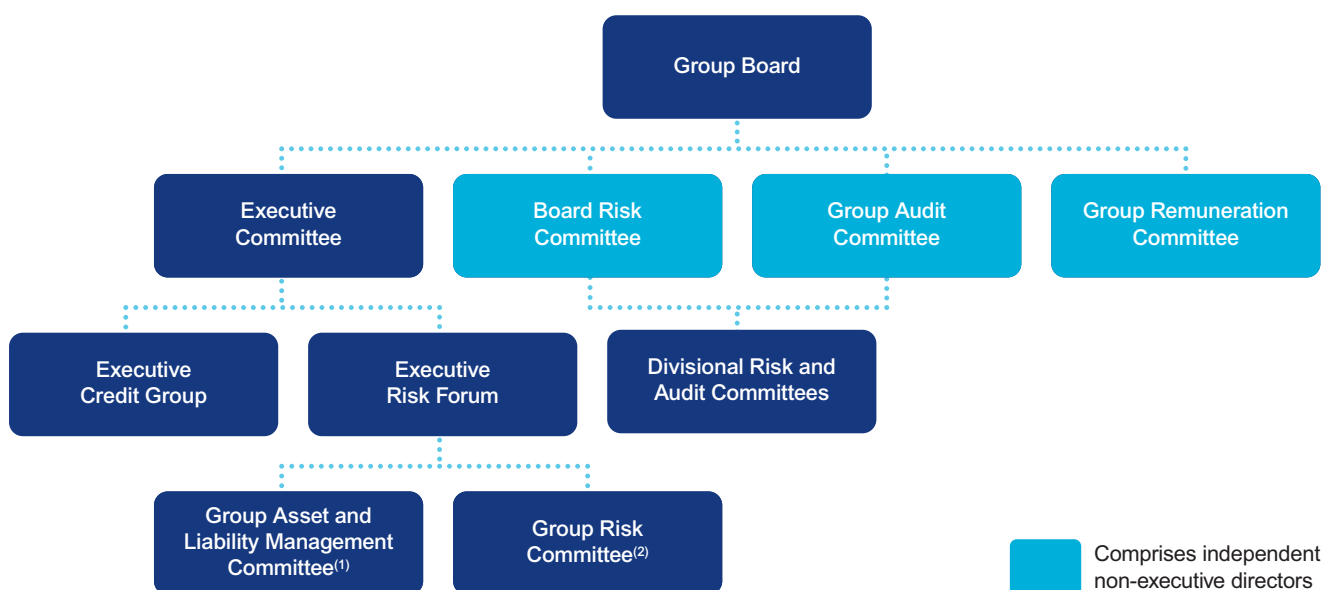 Group Board
Executive
Committee
Board Risk
Committee
Group Audit
Committee
Group Remuneration
Committee
Executive
Credit Group
Executive
Risk Forum
Divisional Risk and
Audit Committees
Group Asset and
Liability Management
Committee(1)
Group Risk
Committee(2)
Comprises independent
non-executive directors